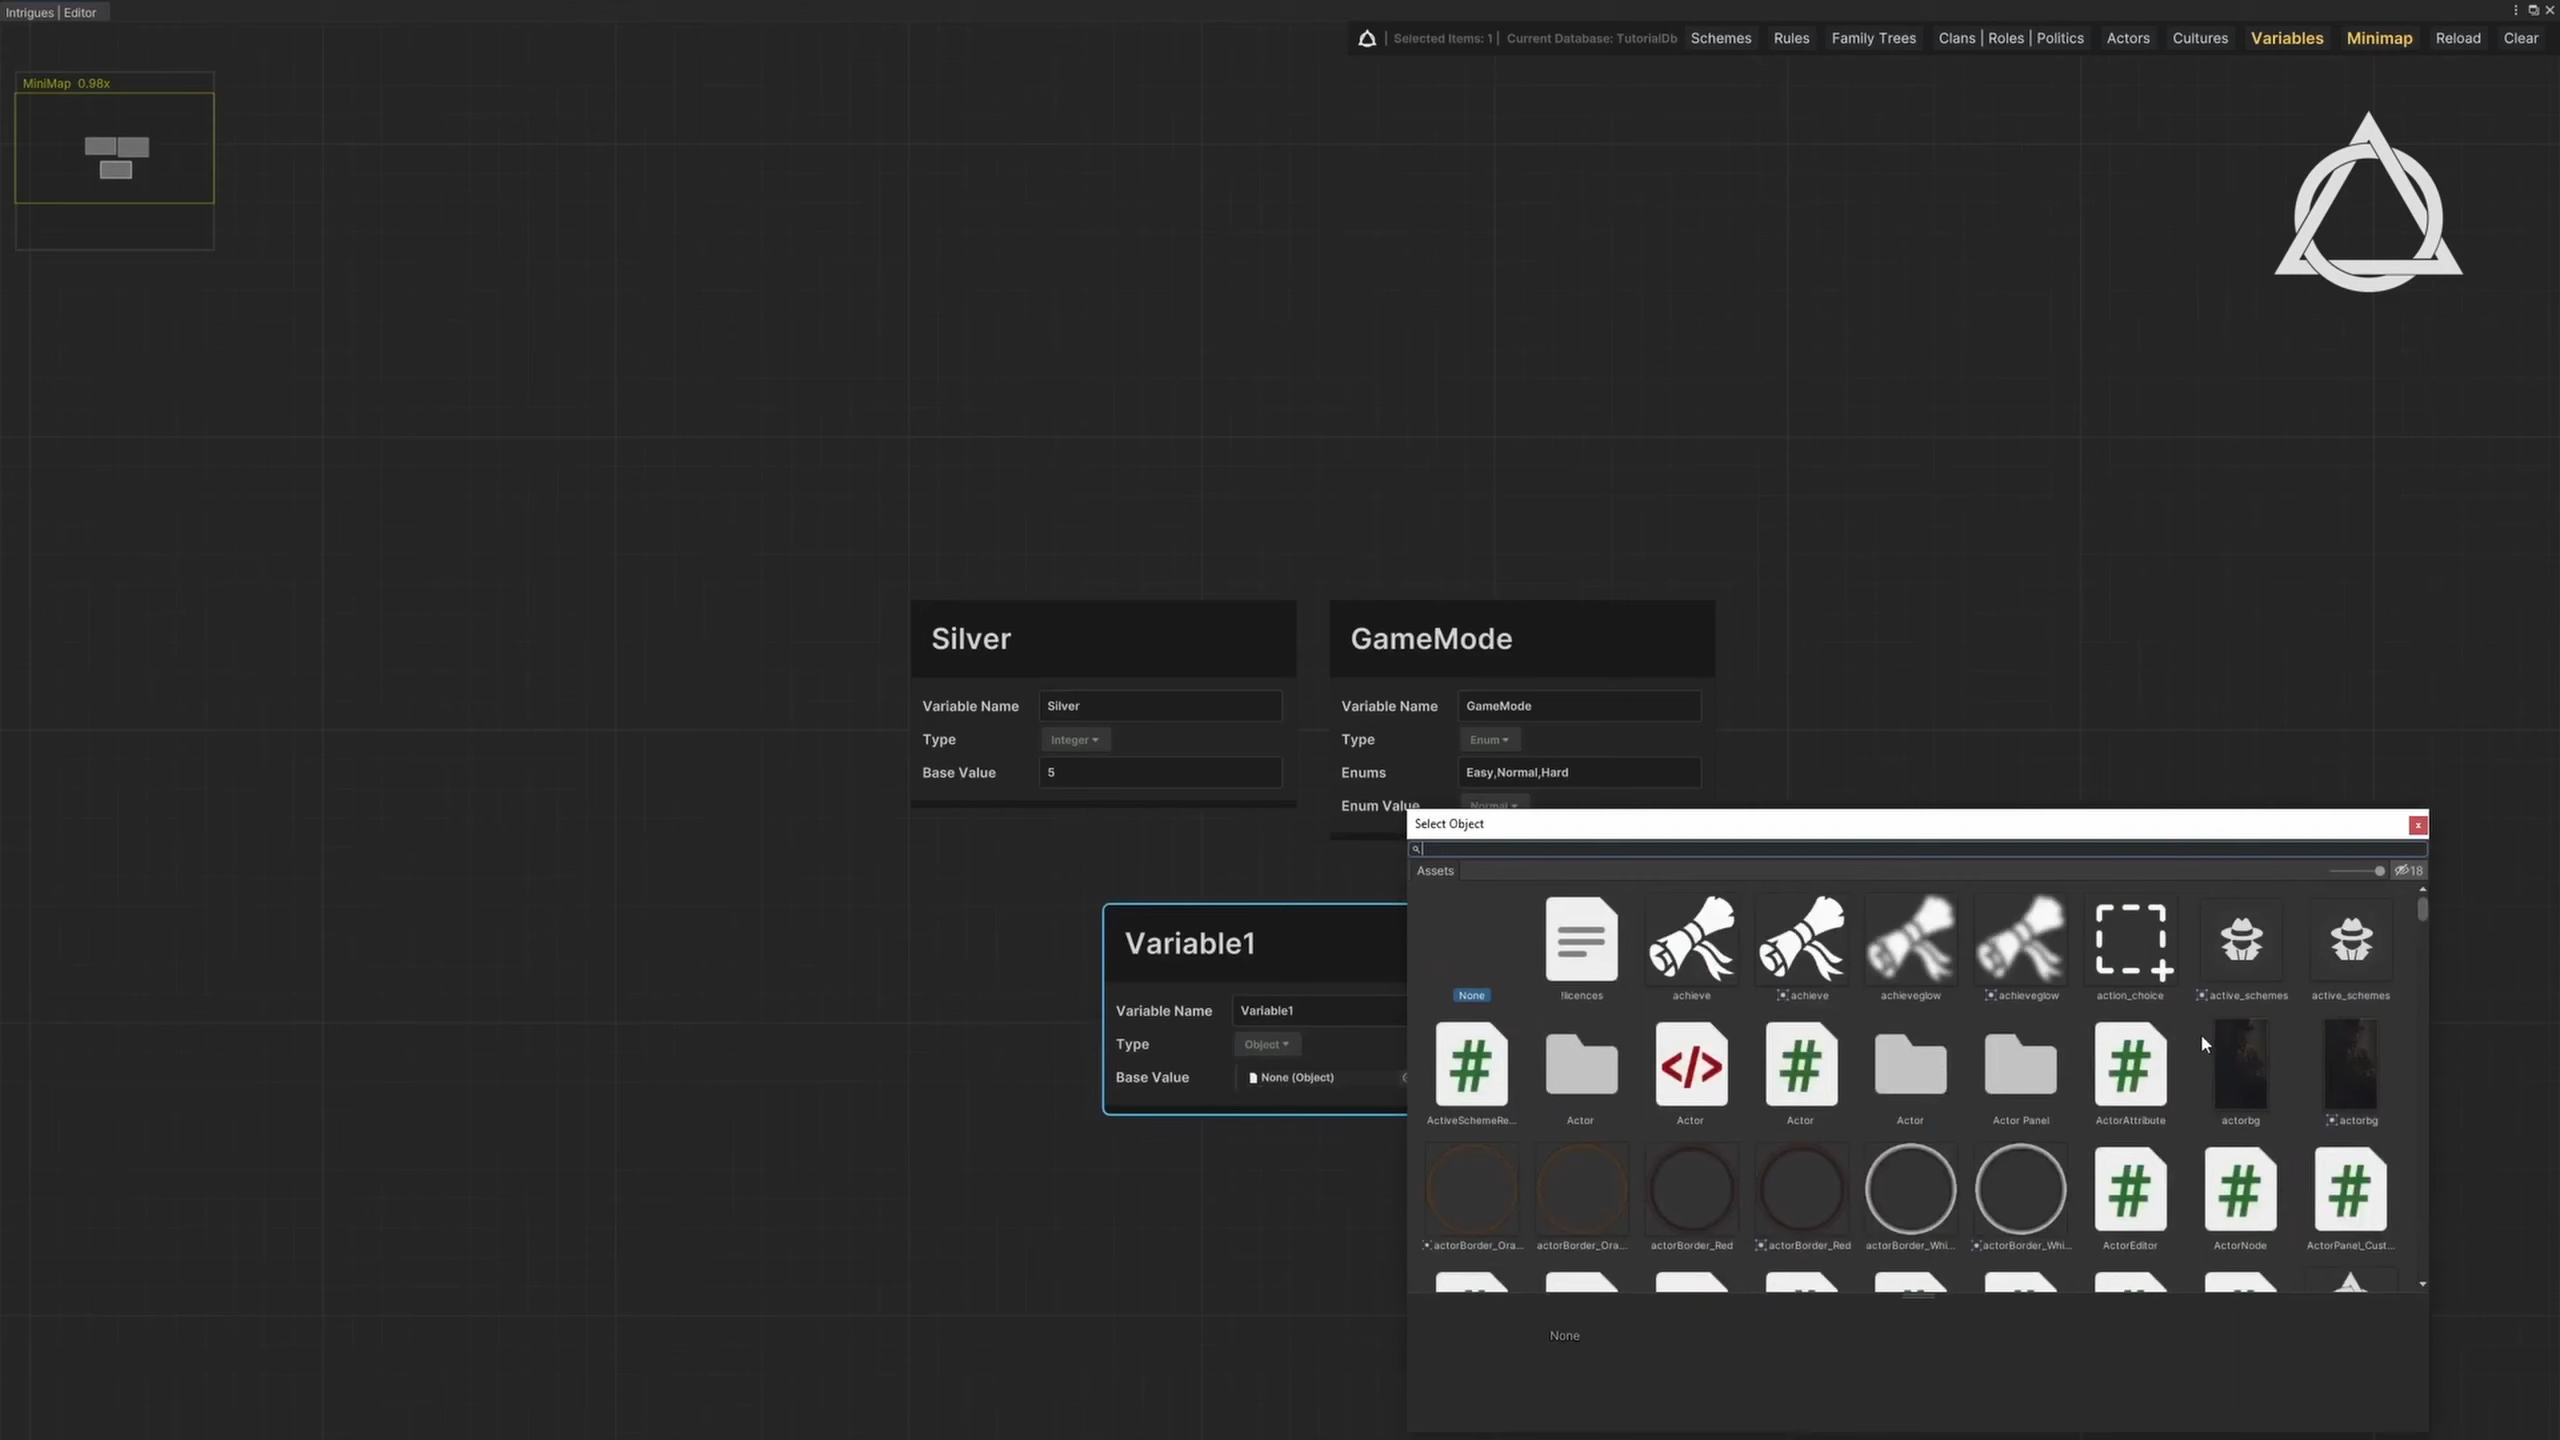 Intrigues | Editor
| Selected Items: 1 | Current Database: TutorialDb Schemes Rules Family Trees Clans | Roles | Politics Actors Cultures Variables Minimap Reload Clear
MiniMap 0.98x
Silver
Variable Name Silver
Type Integer
Base Value 5
GameMode
Variable Name GameMode
Type Enum
Enums Easy,Normal,Hard
Enum Value Normal
Variable1
Variable Name Variable1
Type Object
Base Value None (Object)
Select Object
x
Assets
18
None !licences achieve achieve achieveglow achieveglow action_choice active_schemes active_schemes
ActiveSchemeRe... Actor Actor Actor Actor Actor Panel ActorAttribute actorbg actorbg
actorBorder_Ora... actorBorder_Ora... actorBorder_Red actorBorder_Red actorBorder_Whi... actorBorder_Whi... ActorEditor ActorNode ActorPanel_Cust...
None